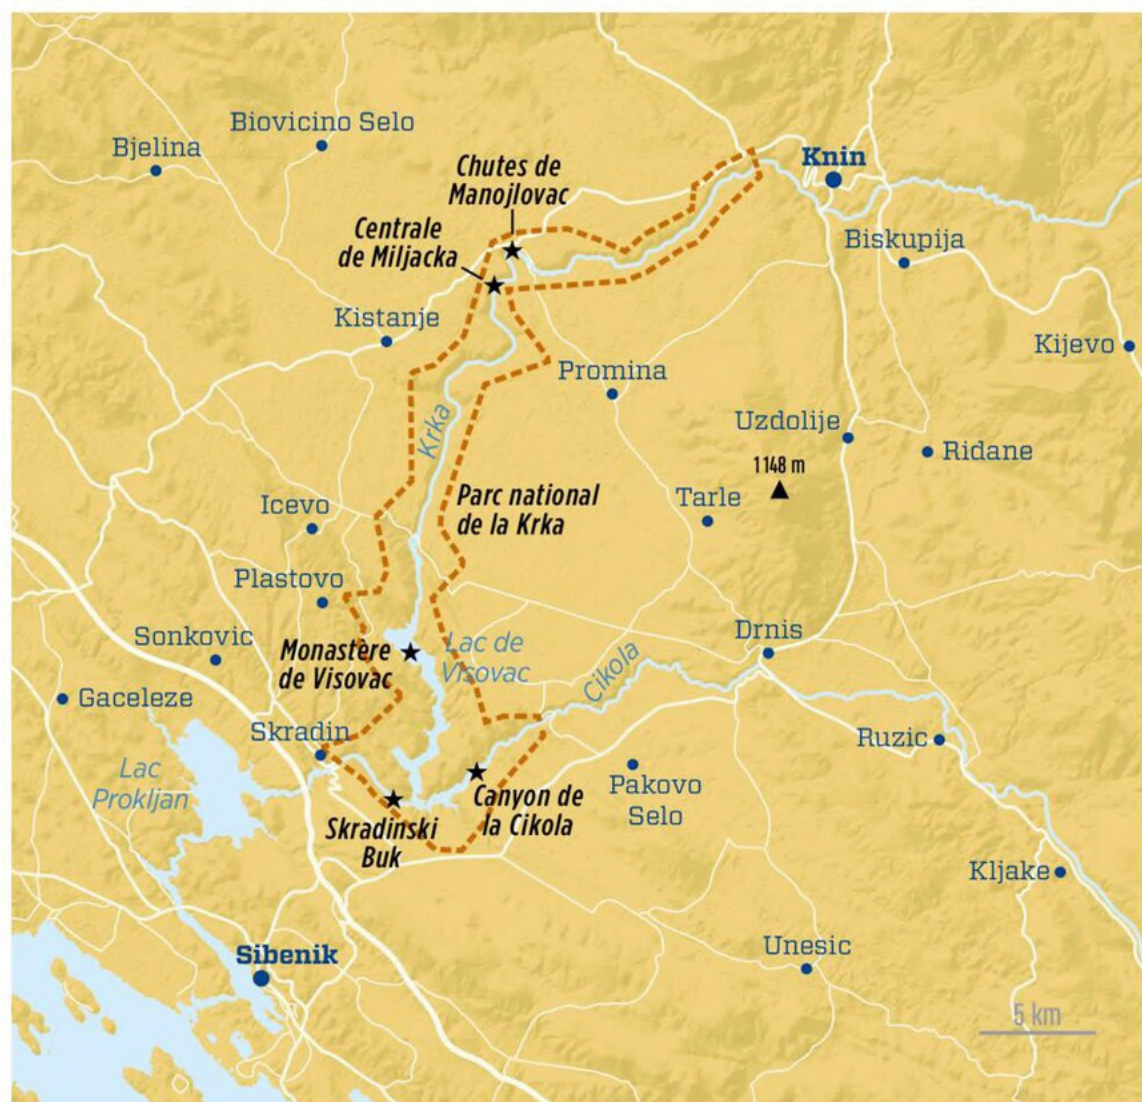 Biovicino Selo
Bjelina
Chutes de
Manojlovac
Knin
Centrale
de Miljacka
Biskupija
Kistanje
Kijevo
Promina
Krka
Uzdolije
Ridane
1 148 m
Parc national
de la Krka
Tarle
Icevo
Plastovo
Sonkovic
Monastère
de Visovac
Lac de
Visovac
Cikola
Drnis
Gaceleze
Skradin
Ruzic
Lac
Prokljan
Pakovo
Selo
Canyon de
la Cikola
Skradinski
Buk
Kljake
Sibenik
Unesic
5 km